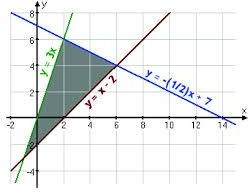 8
y
6
4
2
y = 3x
y = x - 2
y = -(1/2)x + 7
x
-2
2
4
6
8
10
12
14
-2
-4